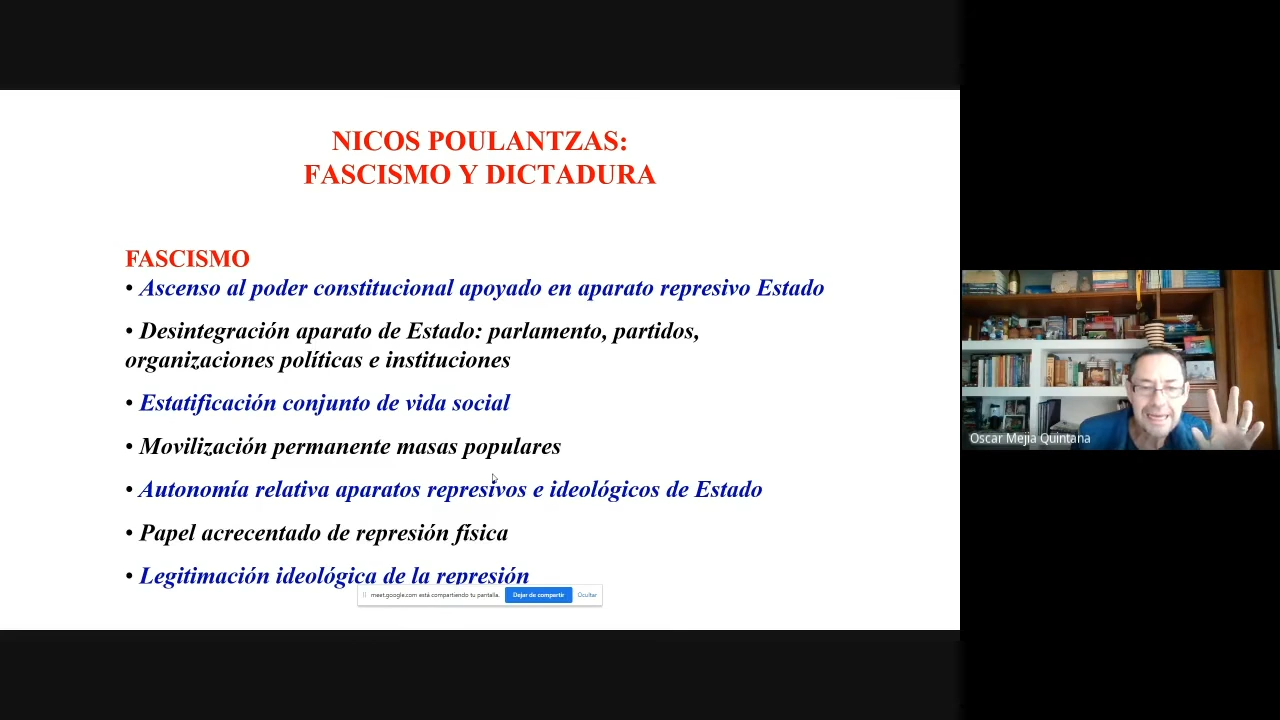 NICOS POULANTZAS:
FASCISMO Y DICTADURA
FASCISMO
• Ascenso al poder constitucional apoyado en aparato represivo Estado
• Desintegración aparato de Estado: parlamento, partidos,
organizaciones políticas e instituciones
• Estatificación conjunto de vida social
• Movilización permanente masas populares
• Autonomía relativa aparatos represivos e ideológicos de Estado
• Papel acrecentado de represión física
• Legitimación ideológica de la represión
meet.google.com está compartiendo tu pantalla.
Dejar de compartir
Ocultar
Oscar Mejia Quintana